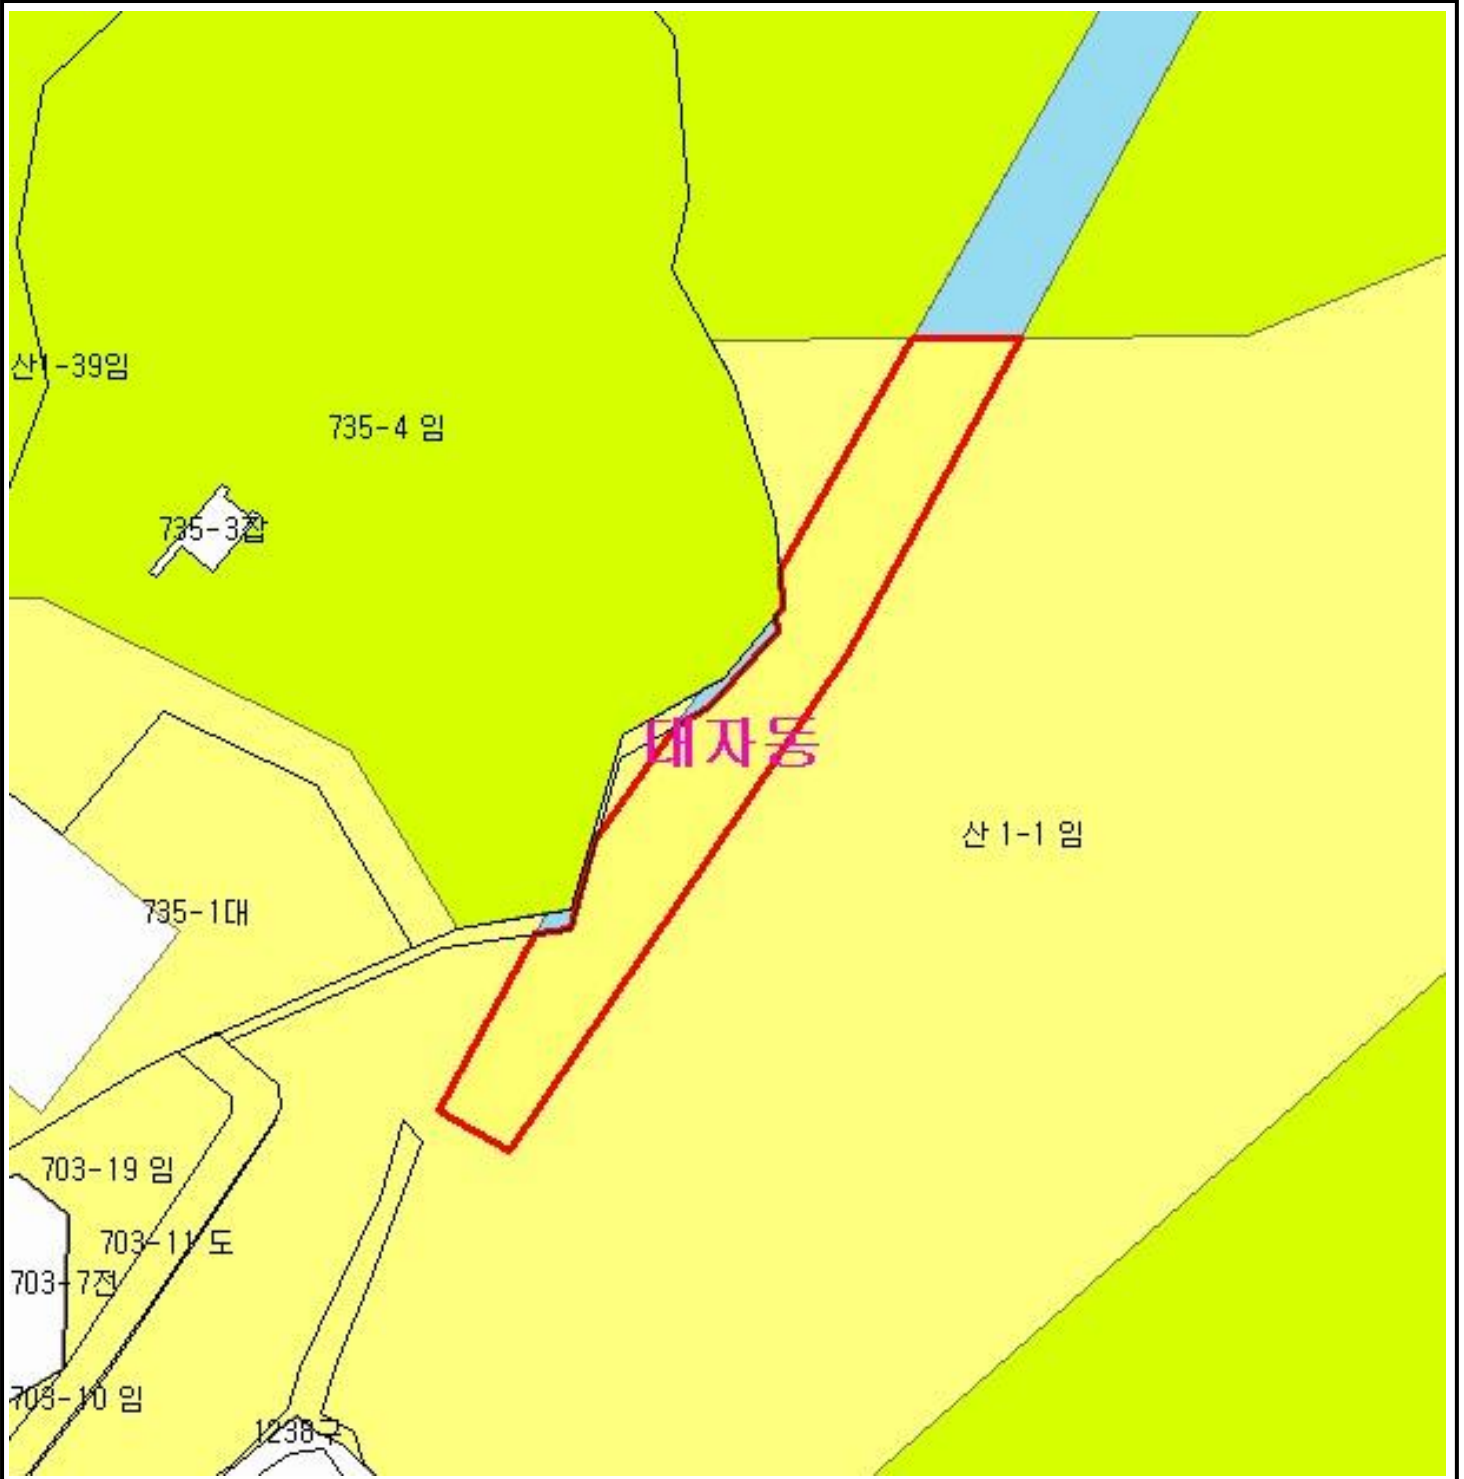 산1-39임
735-4 임
735-3잡
대자동
산 1-1 임
735-1대
703-19 임
703-11 도
703-7전
703-10 임
1238구